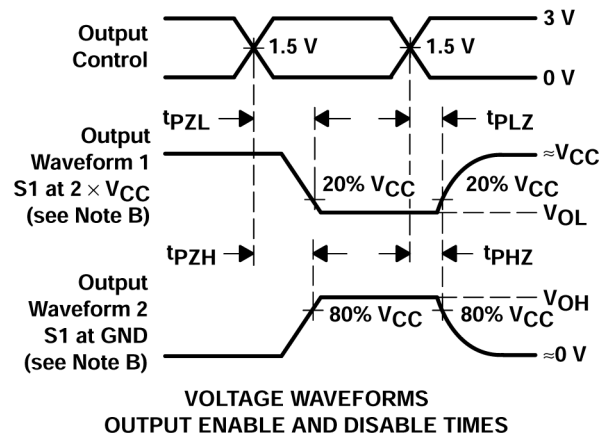 Output
Control
1.5 V
1.5 V
3 V
0 V
tPZL
tPLZ
Output
Waveform 1
S1 at 2 × VCC
(see Note B)
20% VCC
20% VCC
≈VCC
VOL
tPZH
tPHZ
Output
Waveform 2
S1 at GND
(see Note B)
80% VCC
80% VCC
VOH
≈0 V
VOLTAGE WAVEFORMS
OUTPUT ENABLE AND DISABLE TIMES